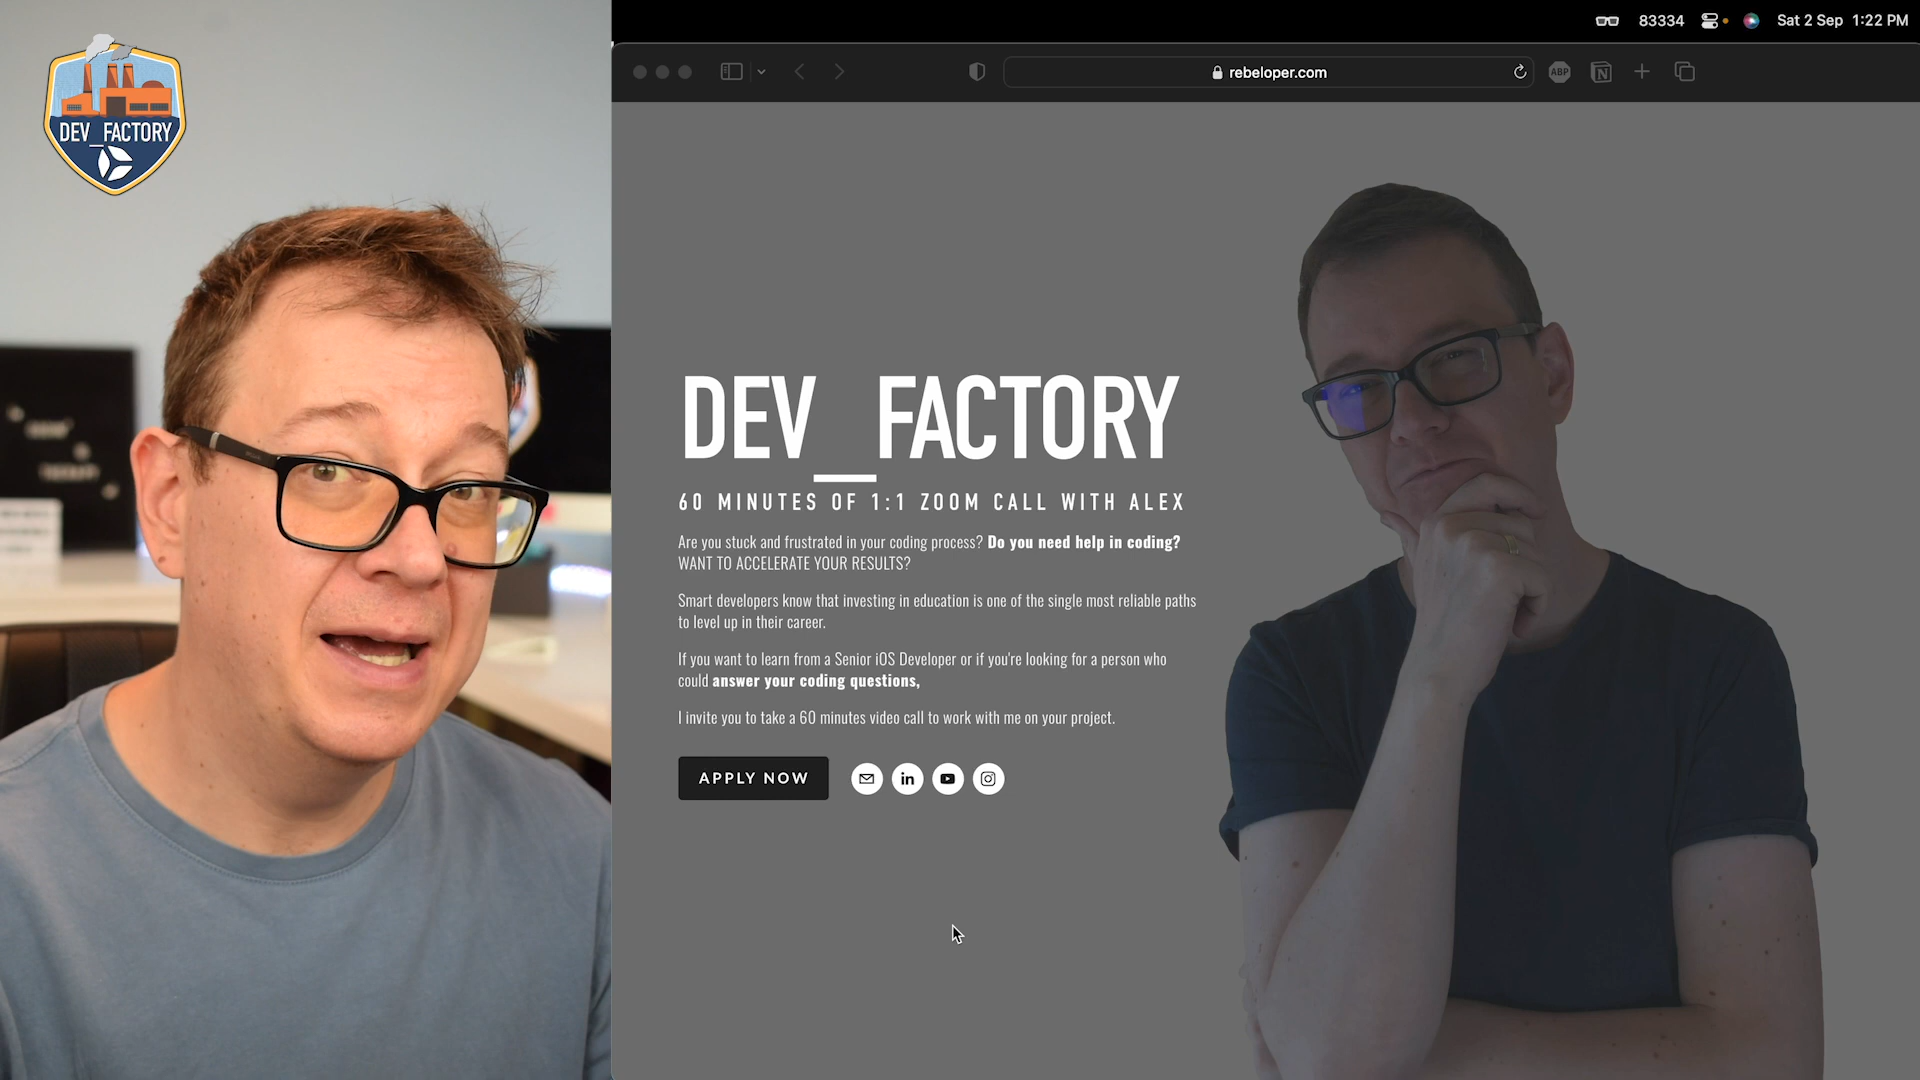 DEV_FACTORY
83334
Sat 2 Sep 1:22 PM
rebeloper.com
ABP
N
DEV_FACTORY
60 MINUTES OF 1:1 ZOOM CALL WITH ALEX
Are you stuck and frustrated in your coding process? Do you need help in coding?
WANT TO ACCELERATE YOUR RESULTS?
Smart developers know that investing in education is one of the single most reliable paths
to level up in their career.
If you want to learn from a Senior iOS Developer or if you're looking for a person who
could answer your coding questions,
I invite you to take a 60 minutes video call to work with me on your project.
APPLY NOW
in